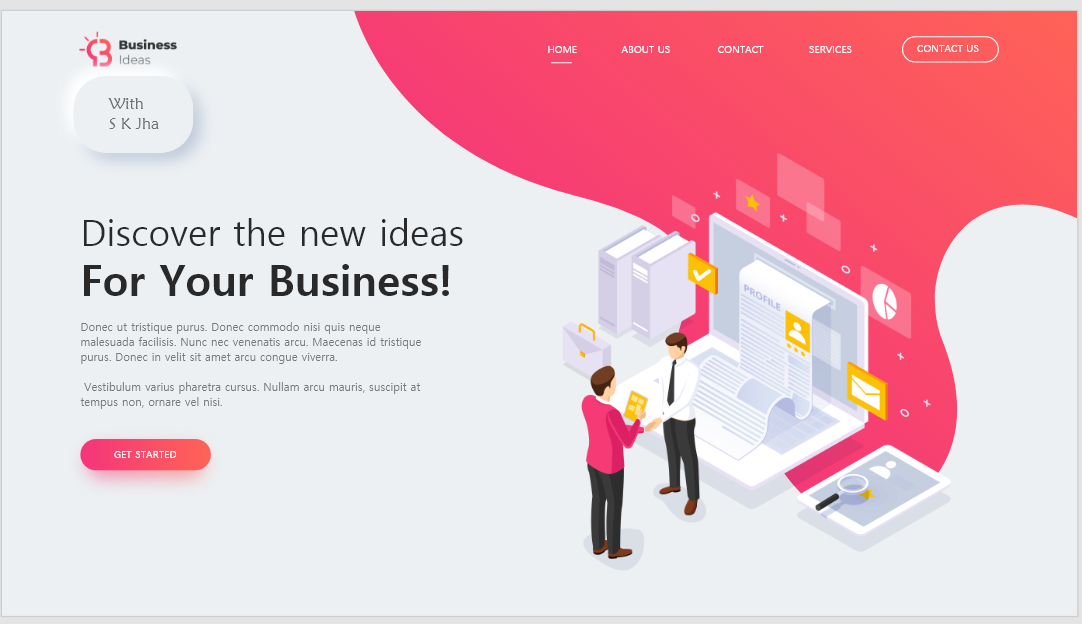 Business
Ideas
HOME
ABOUT US
CONTACT
SERVICES
CONTACT US
With
S K Jha
Discover the new ideas
For Your Business!
Donec ut tristique purus. Donec commodo nisi quis neque
malesuada facilisis. Nunc nec venenatis arcu. Maecenas id tristique
purus. Donec in velit sit amet arcu congue viverra.
Vestibulum varius pharetra cursus. Nullam arcu mauris, suscipit at
tempus non, ornare vel nisi.
GET STARTED
PROFILE